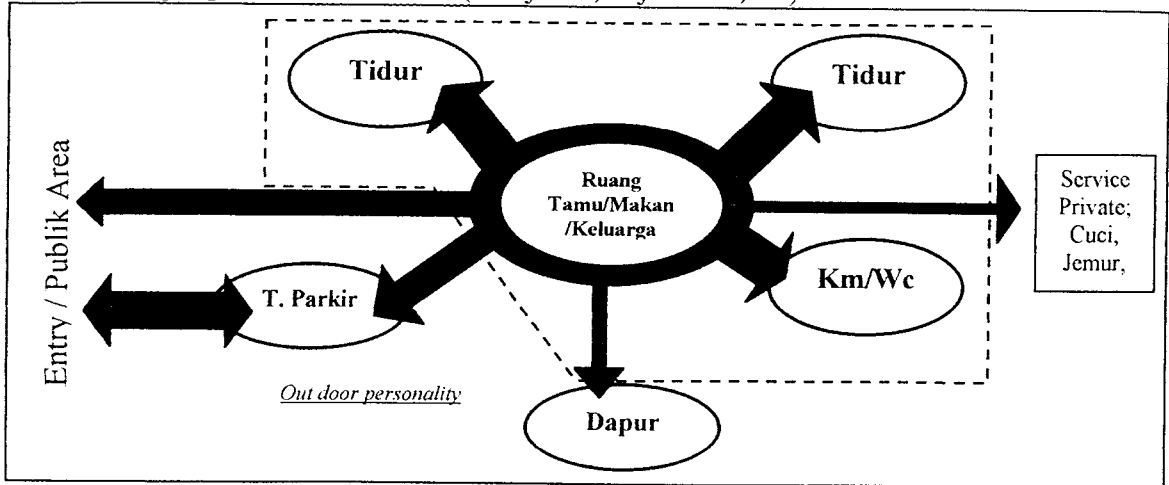 Tidur
Tidur
Ruang
Tamu/Makan
/Keluarga
Service
Private;
Cuci,
Jemur,
Km/Wc
T. Parkir
Entry / Publik Area
Out door personality
Dapur